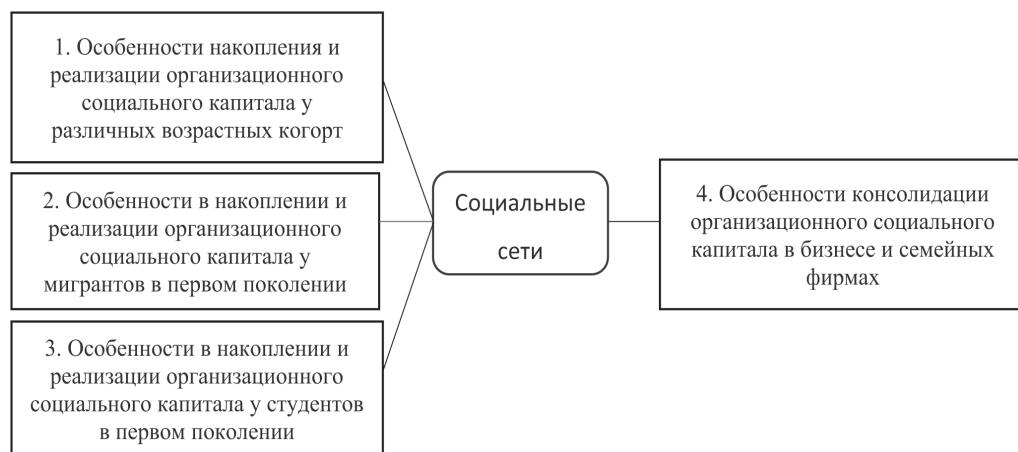 1. Особенности накопления и
реализации организационного
социального капитала у
различных возрастных когорт
2. Особенности в накоплении и
реализации организационного
социального капитала у
мигрантов в первом поколении
3. Особенности в накоплении и
реализации организационного
социального капитала у студентов
в первом поколении
Социальные
сети
4. Особенности консолидации
организационного социального
капитала в бизнесе и семейных
фирмах